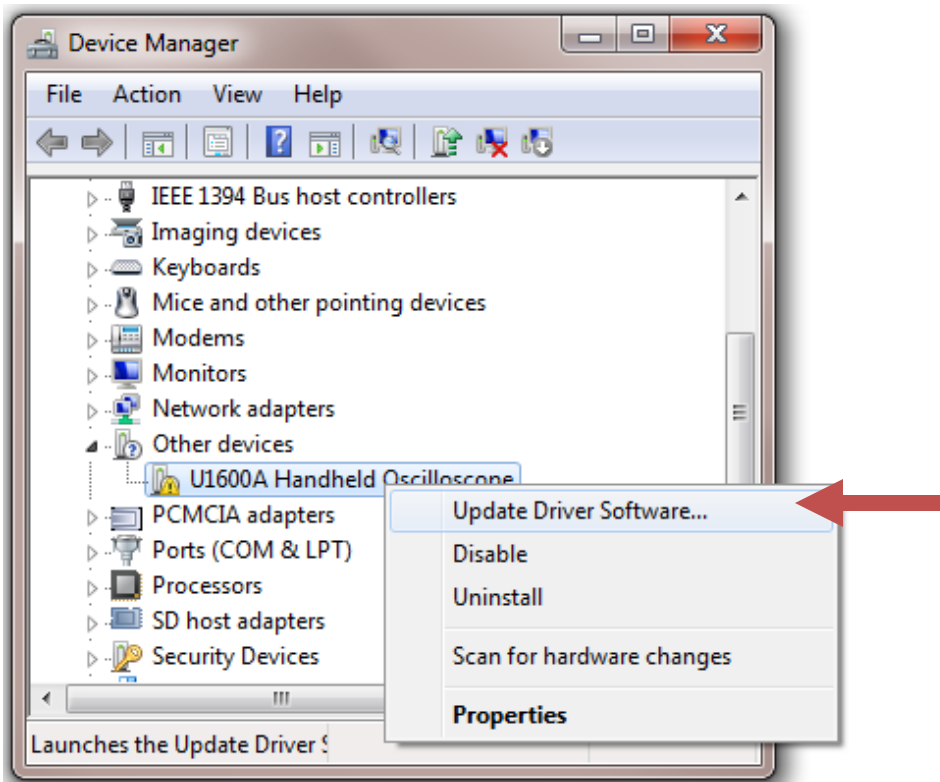 Device Manager
File Action View Help
IEEE 1394 Bus host controllers
Imaging devices
Keyboards
Mice and other pointing devices
Modems
Monitors
Network adapters
Other devices
U1600A Handheld Oscilloscope
Update Driver Software...
PCMCIA adapters
Ports (COM & LPT)
Disable
Processors
Uninstall
SD host adapters
Security Devices
Scan for hardware changes
Properties
Launches the Update Driver